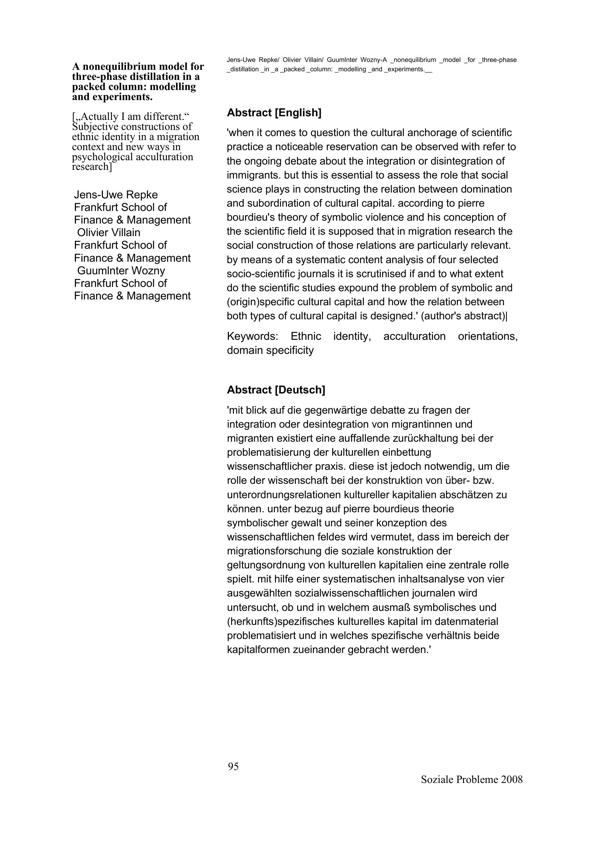 Jens-Uwe Repke/ Olivier Villain/ GuumInter Wozny-A _nonequilibrium _model _for _three-phase
_distillation _in _a _packed _column: _modelling _and _experiments.__
A nonequilibrium model for
three-phase distillation in a
packed column: modelling
and experiments.
[„Actually I am different.“
Subjective constructions of
ethnic identity in a migration
context and new ways in
psychological acculturation
research]
Jens-Uwe Repke
Frankfurt School of
Finance & Management
Olivier Villain
Frankfurt School of
Finance & Management
GuumInter Wozny
Frankfurt School of
Finance & Management
Abstract [English]
'when it comes to question the cultural anchorage of scientific
practice a noticeable reservation can be observed with refer to
the ongoing debate about the integration or disintegration of
immigrants. but this is essential to assess the role that social
science plays in constructing the relation between domination
and subordination of cultural capital. according to pierre
bourdieu's theory of symbolic violence and his conception of
the scientific field it is supposed that in migration research the
social construction of those relations are particularly relevant.
by means of a systematic content analysis of four selected
socio-scientific journals it is scrutinised if and to what extent
do the scientific studies expound the problem of symbolic and
(origin)specific cultural capital and how the relation between
both types of cultural capital is designed.' (author's abstract)|
Keywords: Ethnic identity, acculturation orientations,
domain specificity
Abstract [Deutsch]
'mit blick auf die gegenwärtige debatte zu fragen der
integration oder desintegration von migrantinnen und
migranten existiert eine auffallende zurückhaltung bei der
problematisierung der kulturellen einbettung
wissenschaftlicher praxis. diese ist jedoch notwendig, um die
rolle der wissenschaft bei der konstruktion von über- bzw.
unterordnungsrelationen kultureller kapitalien abschätzen zu
können. unter bezug auf pierre bourdieus theorie
symbolischer gewalt und seiner konzeption des
wissenschaftlichen feldes wird vermutet, dass im bereich der
migrationsforschung die soziale konstruktion der
geltungsordnung von kulturellen kapitalien eine zentrale rolle
spielt. mit hilfe einer systematischen inhaltsanalyse von vier
ausgewählten sozialwissenschaftlichen journalen wird
untersucht, ob und in welchem ausmaß symbolisches und
(herkunfts)spezifisches kulturelles kapital im datenmaterial
problematisiert und in welches spezifische verhältnis beide
kapitalformen zueinander gebracht werden.'
95
Soziale Probleme 2008